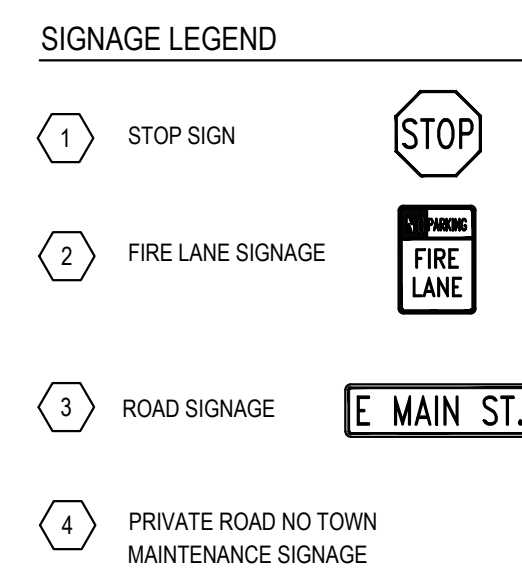 SIGNAGE LEGEND
1 STOP SIGN STOP
2 FIRE LANE SIGNAGE
PARKING
FIRE
LANE
3 ROAD SIGNAGE E MAIN ST.
4 PRIVATE ROAD NO TOWN
MAINTENANCE SIGNAGE